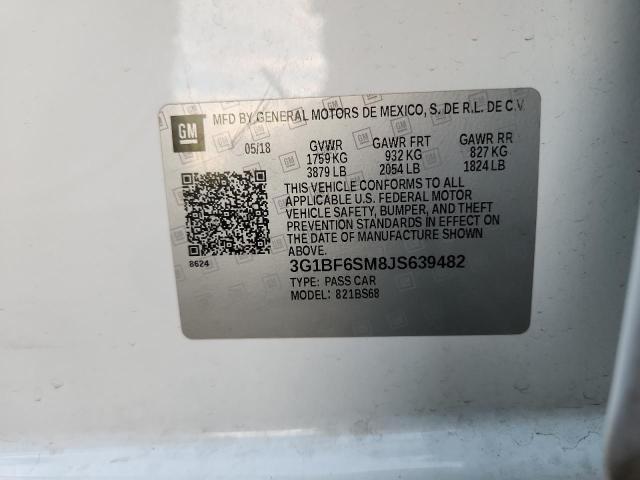 GM
MFD BY GENERAL MOTORS DE MEXICO, S. DE R.L. DE C.V.
05/18
GVWR GAWR FRT GAWR RR
1759 KG 932 KG 827 KG
3879 LB 2054 LB 1824 LB
THIS VEHICLE CONFORMS TO ALL
APPLICABLE U.S. FEDERAL MOTOR
VEHICLE SAFETY, BUMPER, AND THEFT
PREVENTION STANDARDS IN EFFECT ON
THE DATE OF MANUFACTURE SHOWN
ABOVE.
8624
3G1BF6SM8JS639482
TYPE: PASS CAR
MODEL: 821BS68